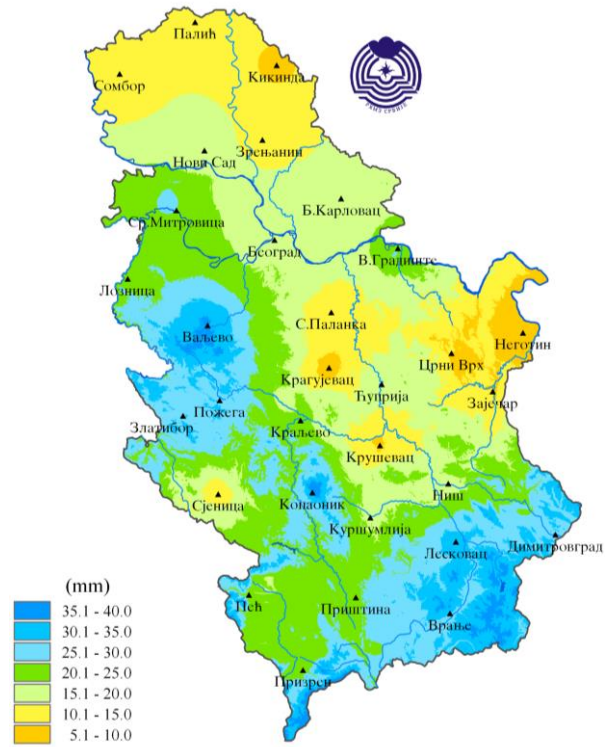 Палић
Кикинда
Сомбор
Зрењанин
Нови Сад
Б.Карловац
Ср.Митровица
Београд
В.Градиште
Лозница
С.Паланка
Ваљево
Неготин
Црни Врх
Крагујевац
Ћуприја
Зајечар
Пожега
Златибор
Краљево
Крушевац
Сјеница
Копаоник
Ниш
Куршумлија
Лесковац
Димитровград
Пећ
Приштина
Врање
Призрен
(mm)
35.1 - 40.0
30.1 - 35.0
25.1 - 30.0
20.1 - 25.0
15.1 - 20.0
10.1 - 15.0
5.1 - 10.0